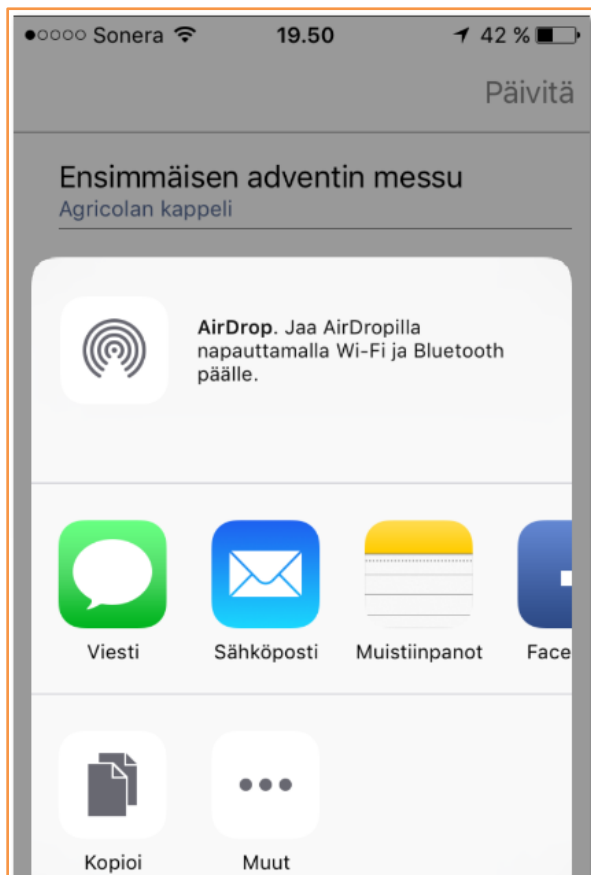 Sonera 19.50 42 %
Päivitä
Ensimmäisen adventin messu
Agricolan kappeli
AirDrop. Jaa AirDropilla
napauttamalla Wi-Fi ja Bluetooth
päälle.
Viesti Sähköposti Muistiinpanot Face
Kopioi Muut